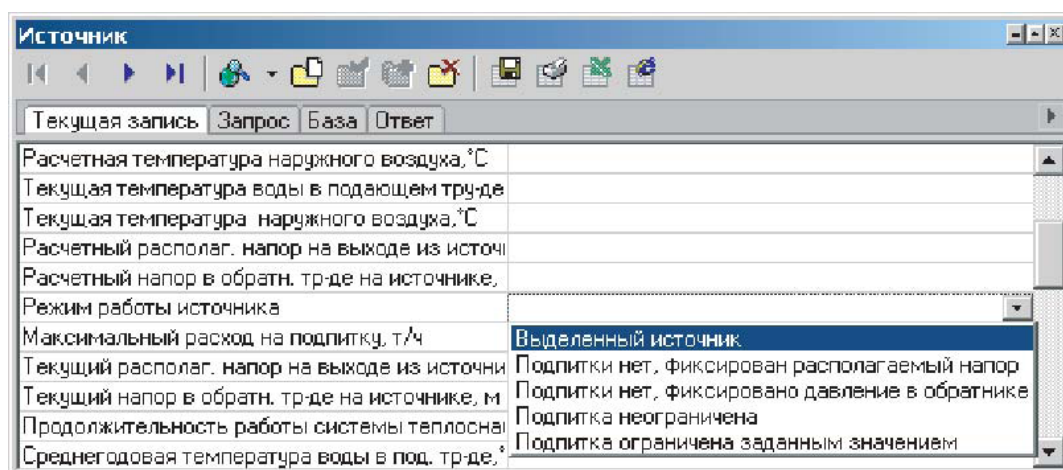 Источник
Текущая запись Запрос База Ответ
Расчетная температура наружного воздуха,°С
Текущая температура воды в подающем тру-де
Текущая температура наружного воздуха,°С
Расчетный располаг. напор на выходе из источ
Расчетный напор в обратн. тр-де на источнике,
Режим работы источника
Максимальный расход на подпитку, т/ч
Выделенный источник
Текущий располаг. напор на выходе из источни
Подпитки нет, фиксирован располагаемый напор
Текущий напор в обратн. тр-де на источнике, м
Подпитки нет, фиксировано давление в обратнике
Продолжительность работы системы теплосна
Подпитка неограничена
Подпитка ограничена заданным значением
Среднегодовая температура воды в под. тр-де,°